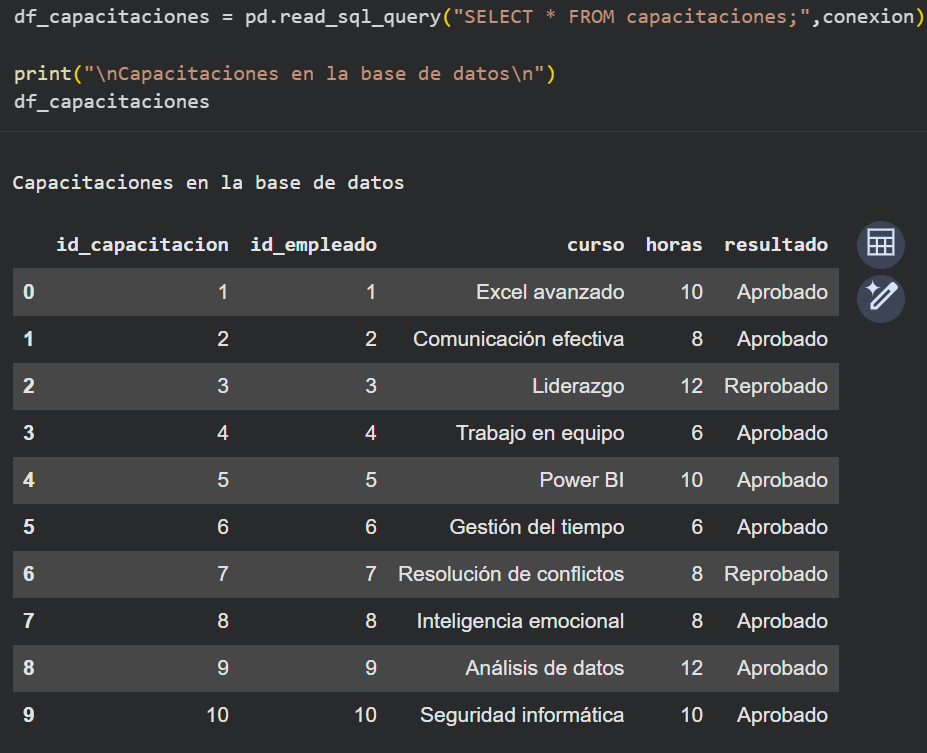 df_capacitaciones = pd.read_sql_query("SELECT * FROM capacitaciones;",conexion)
print("\nCapacitaciones en la base de datos\n")
df_capacitaciones
Capacitaciones en la base de datos
id_capacitacion id_empleado curso horas resultado
0 1 1 Excel avanzado 10 Aprobado
1 2 2 Comunicación efectiva 8 Aprobado
2 3 3 Liderazgo 12 Reprobado
3 4 4 Trabajo en equipo 6 Aprobado
4 5 5 Power BI 10 Aprobado
5 6 6 Gestión del tiempo 6 Aprobado
6 7 7 Resolución de conflictos 8 Reprobado
7 8 8 Inteligencia emocional 8 Aprobado
8 9 9 Análisis de datos 12 Aprobado
9 10 10 Seguridad informática 10 Aprobado